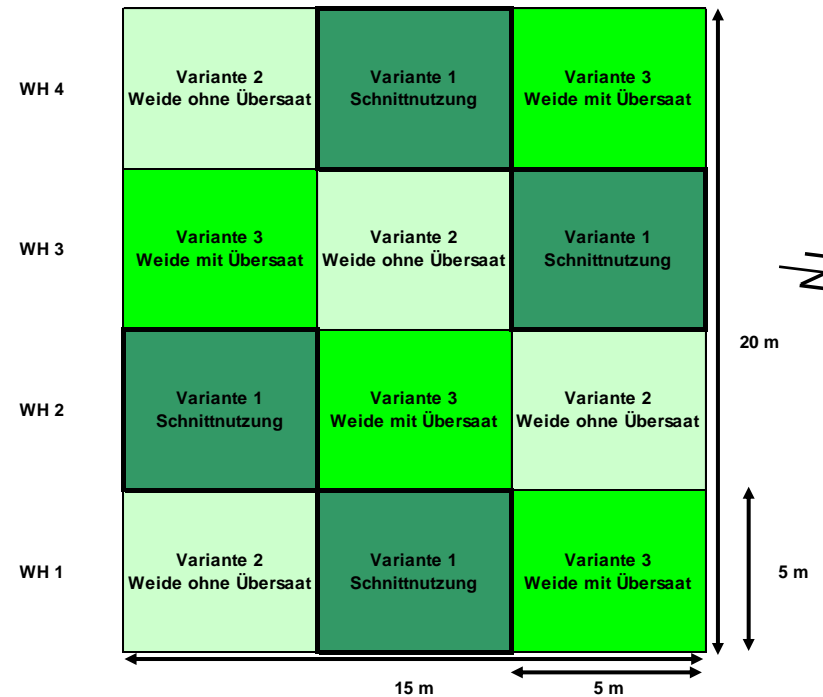 WH 4
Variante 2
Weide ohne Übersaat
Variante 1
Schnittnutzung
Variante 3
Weide mit Übersaat
WH 3
Variante 3
Weide mit Übersaat
Variante 2
Weide ohne Übersaat
Variante 1
Schnittnutzung
N
20 m
WH 2
Variante 1
Schnittnutzung
Variante 3
Weide mit Übersaat
Variante 2
Weide ohne Übersaat
WH 1
Variante 2
Weide ohne Übersaat
Variante 1
Schnittnutzung
Variante 3
Weide mit Übersaat
5 m
15 m
5 m